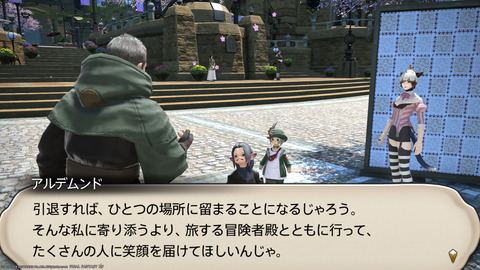 アルデムンド
引退すれば、ひとつの場所に留まることになるじゃろう。
そんな私に寄り添うより、旅する冒険者殿とともに行って、
たくさんの人に笑顔を届けてほしいんじゃ。